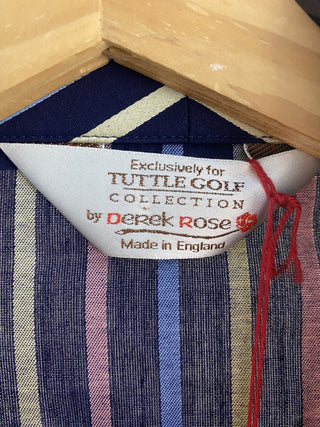 Exclusively for
TUTTLE GOLF
COLLECTION
by DeReK ROSe
Made in England